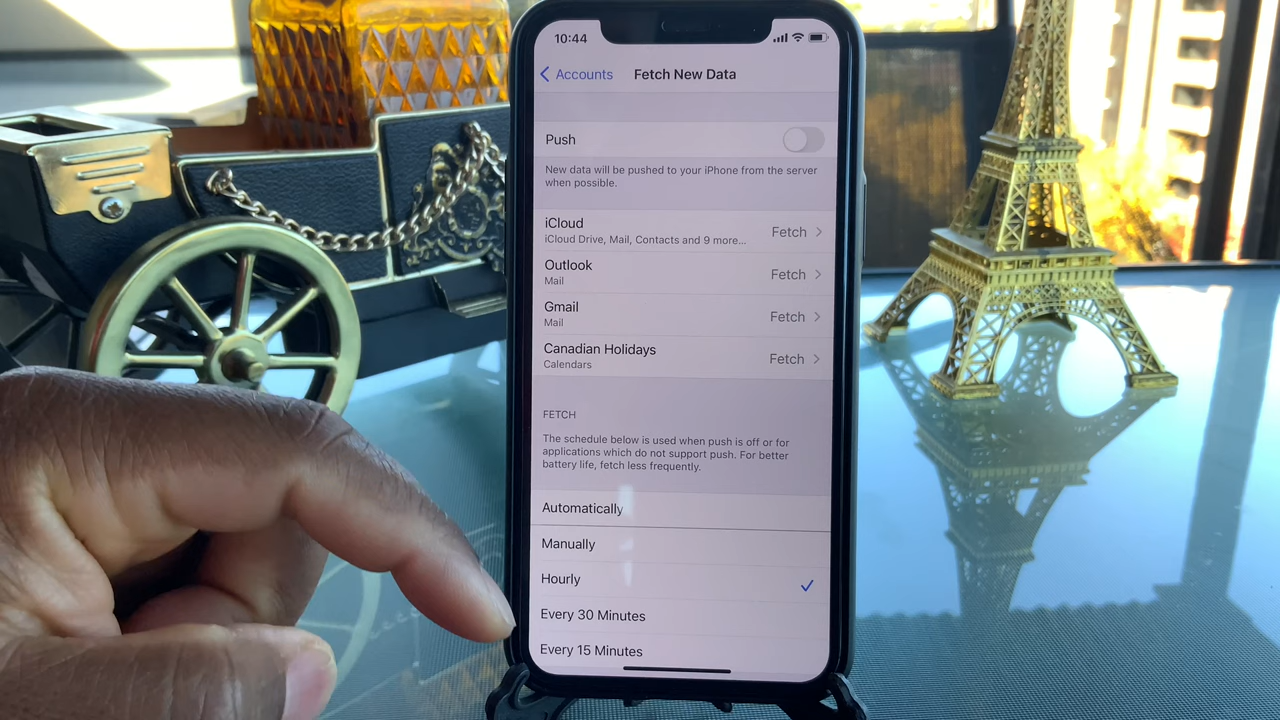 10:44
Accounts
Fetch New Data
Push
New data will be pushed to your iPhone from the server
when possible.
iCloud
iCloud Drive, Mail, Contacts and 9 more...
Fetch
Outlook
Mail
Fetch
Gmail
Mail
Fetch
Canadian Holidays
Calendars
Fetch
FETCH
The schedule below is used when push is off or for
applications which do not support push. For better
battery life, fetch less frequently.
Automatically
Manually
Hourly
Every 30 Minutes
Every 15 Minutes